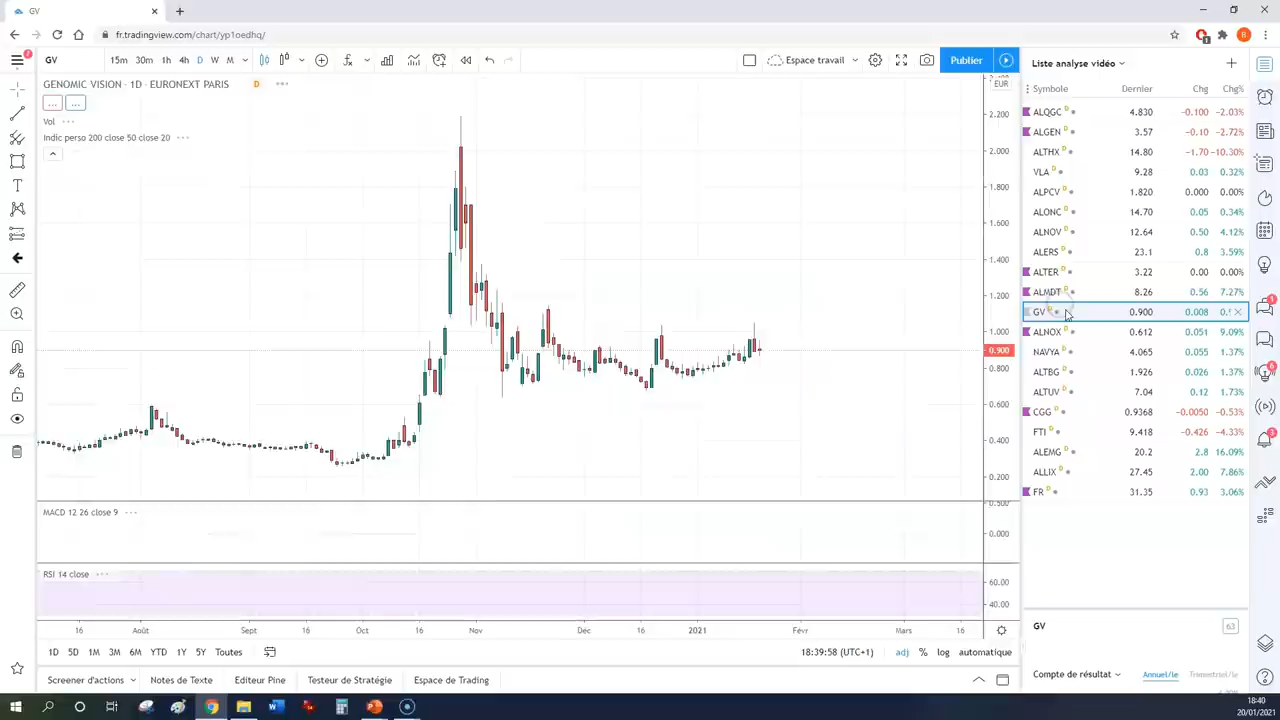 GV
fr.tradingview.com/chart/yp1oedhq/
GV 15m 30m 1h 4h D W M Espace travail Publier
Liste analyse vidéo
GENOMIC VISION · 1D · EURONEXT PARIS D
EUR
Vol
Indic perso 200 close 50 close 20
Symbole Dernier Chg Chg%
ALQGC D 4.830 −0.100 −2.03%
ALGEN D 3.57 −0.10 −2.72%
ALTHX D 14.80 −1.70 −10.30%
VLA D 9.28 0.03 0.32%
ALPCV D 1.820 0.000 0.00%
ALONC D 14.70 0.05 0.34%
ALNOV D 12.64 0.50 4.12%
ALERS D 23.1 0.8 3.59%
ALTER D 3.22 0.00 0.00%
ALMDT D 8.26 0.56 7.27%
GV D 0.900 0.008
ALNOX D 0.612 0.051 9.09%
NAVYA D 4.065 0.055 1.37%
ALTBG D 1.926 0.026 1.37%
ALTUV D 7.04 0.12 1.73%
CGG D 0.9368 −0.0050 −0.53%
FTI D 9.418 −0.426 −4.33%
ALEMG D 20.2 2.8 16.09%
ALLIX D 27.45 2.00 7.86%
FR D 31.35 0.93 3.06%
2.200
2.000
1.800
1.600
1.400
1.200
1.000
0.900
0.800
0.600
0.400
0.200
MACD 12 26 close 9
0.000
RSI 14 close
60.00
40.00
16 Août Sept 16 Oct 16 Nov Déc 16 2021 Févr Mars 16
1D 5D 1M 3M 6M YTD 1Y 5Y Toutes
18:39:58 (UTC+1) adj % log automatique
Screener d'actions Notes de Texte Editeur Pine Testeur de Stratégie Espace de Trading
GV 63
Compte de résultat Annuel/le Trimestriel/le
18:40
20/01/2021